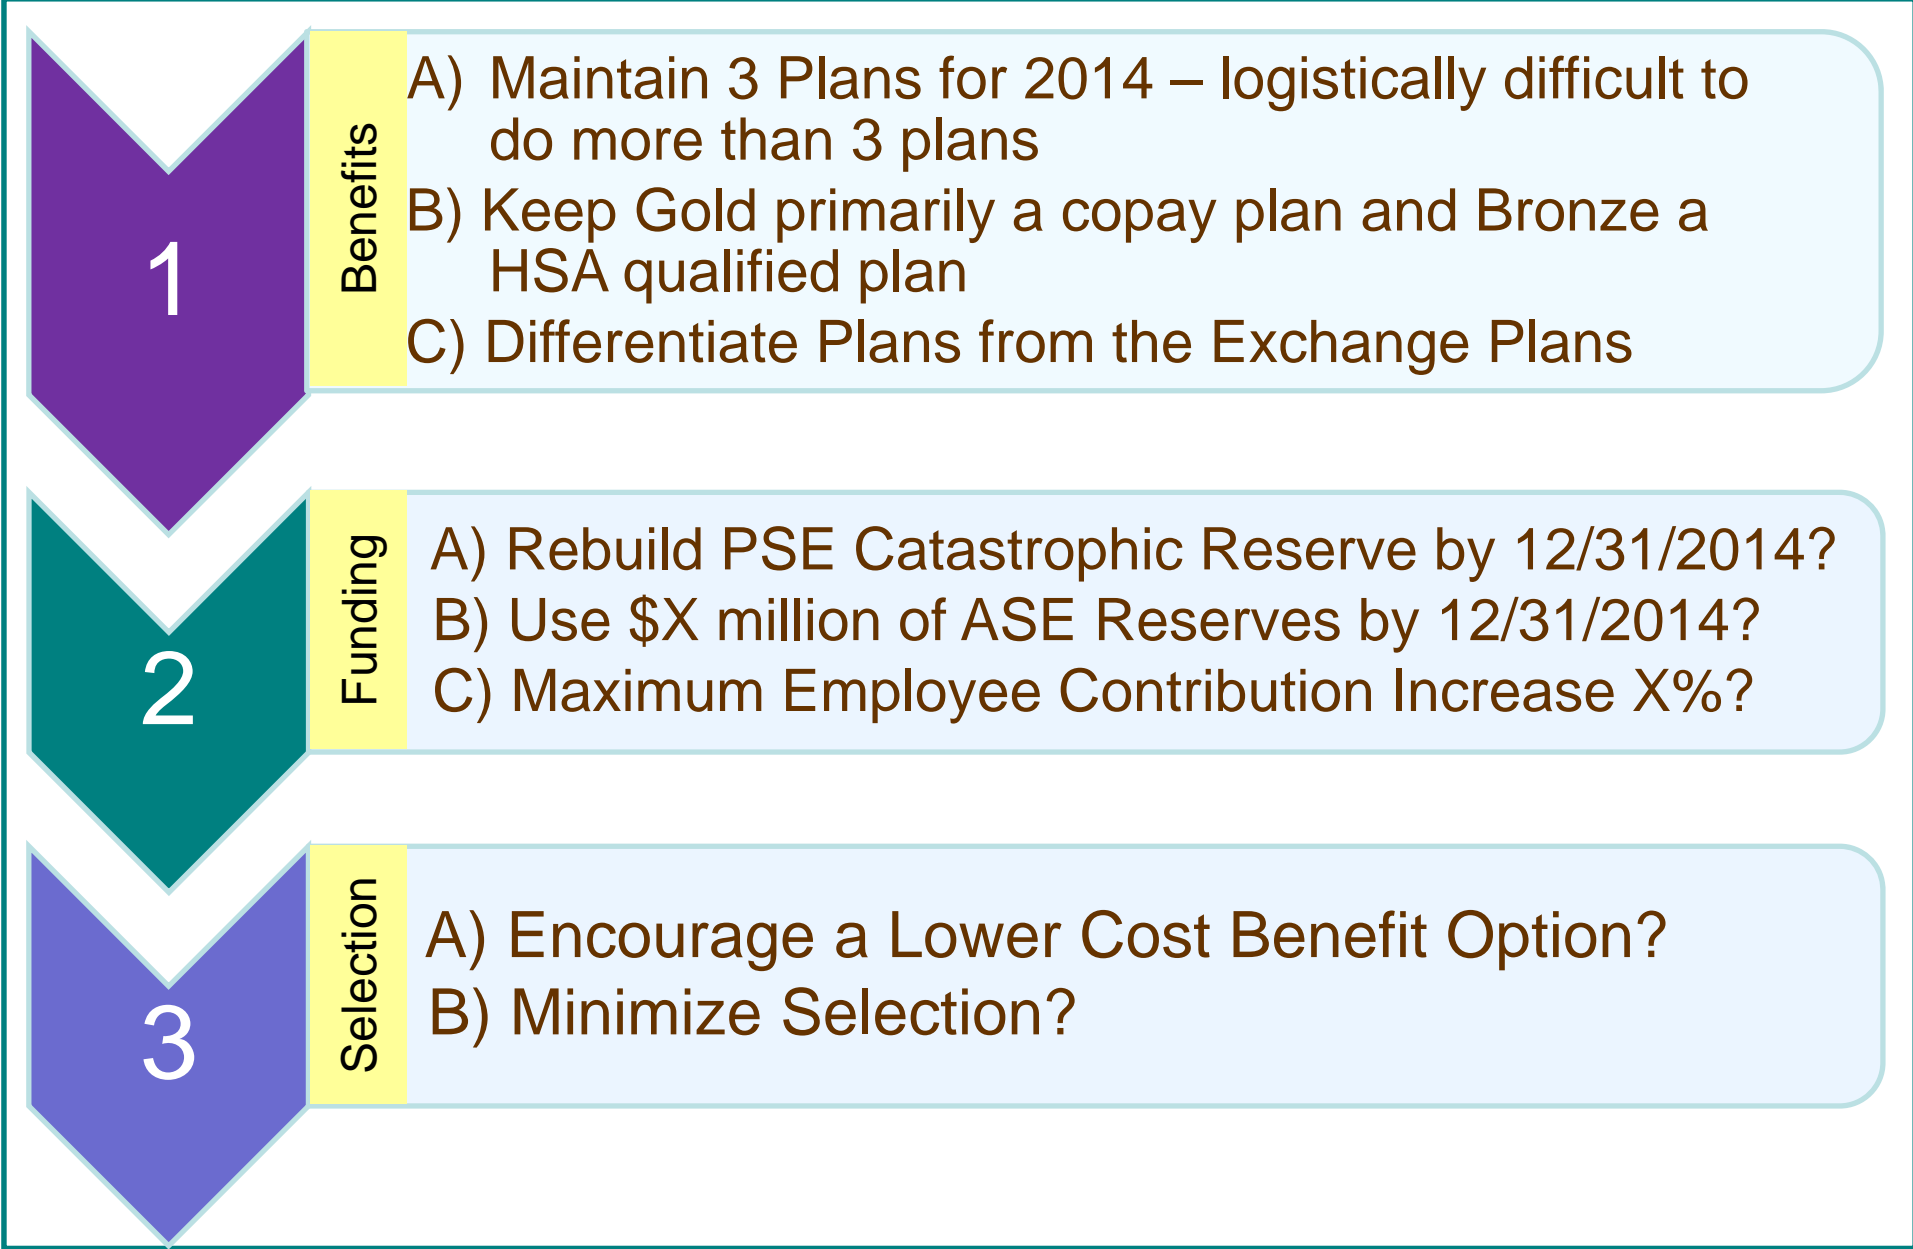 1
Benefits
A) Maintain 3 Plans for 2014 – logistically difficult to
do more than 3 plans
B) Keep Gold primarily a copay plan and Bronze a
HSA qualified plan
C) Differentiate Plans from the Exchange Plans
2
Funding
A) Rebuild PSE Catastrophic Reserve by 12/31/2014?
B) Use $X million of ASE Reserves by 12/31/2014?
C) Maximum Employee Contribution Increase X%?
3
Selection
A) Encourage a Lower Cost Benefit Option?
B) Minimize Selection?